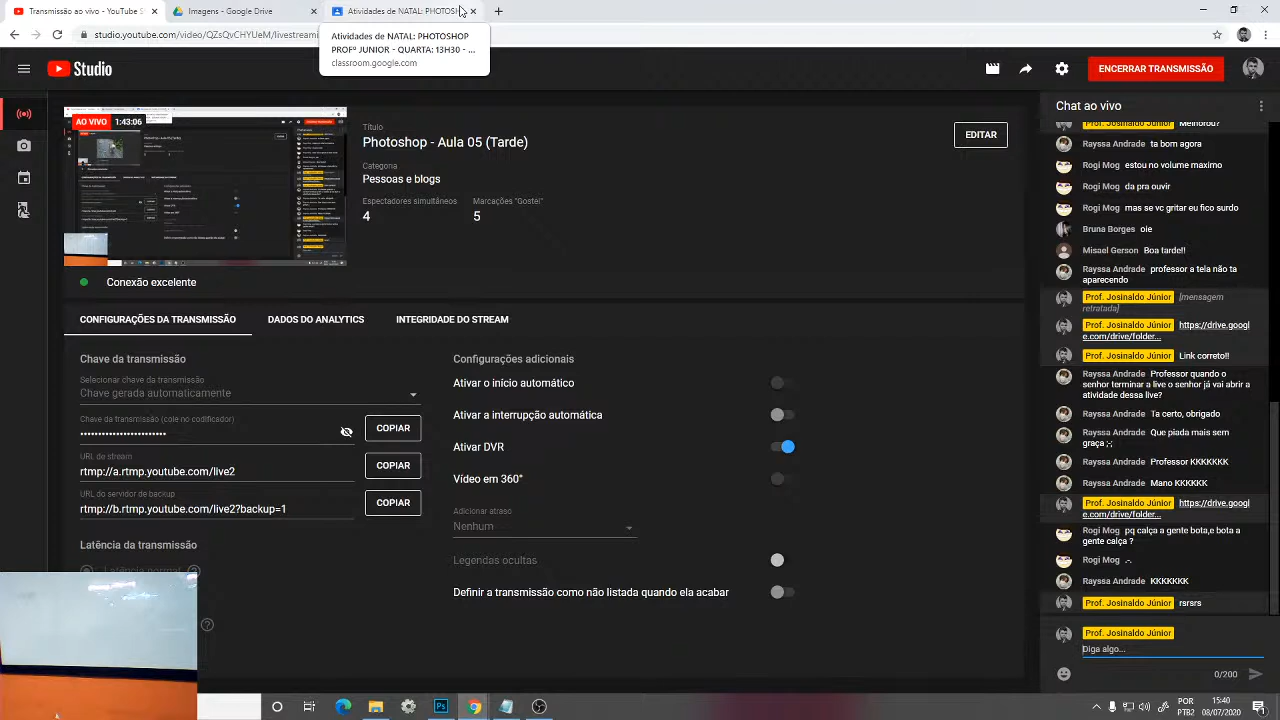 Transmissão ao vivo - YouTube S
Imagens - Google Drive
Atividades de NATAL: PHOTOSH
Atividades de NATAL: PHOTOSHOP
PROFº JUNIOR - QUARTA: 13H30 - ...
classroom.google.com
studio.youtube.com/video/QZsQvCHYUeM/livestreami
Studio
ENCERRAR TRANSMISSÃO
AO VIVO
1:43:06
Título
- Aula 05 (Tarde)
Categoria
Pessoas e blogs
Espectadores simultâneos
4
5
EDITAR
Conexão excelente
CONFIGURAÇÕES DA TRANSMISSÃO
DADOS DO ANALYTICS
DO STREAM
Chave da transmissão
Selecionar chave da transmissão
Chave gerada automaticamente
Chave da transmissão (cole no codificador)
COPIAR
URL do stream
rtmp://a.rtmp.youtube.com/live2
COPIAR
URL do servidor de backup
rtmp://b.rtmp.youtube.com/live2?backup=1
COPIAR
Latência da transmissão
Latência normal
Configurações adicionais
Ativar o início automático
Ativar a interrupção automática
Ativar DVR
Vídeo em 360°
Adicionar atraso
Nenhum
Legendas ocultas
Definir a transmissão como não listada quando ela acabar
Chat ao vivo
Prof. Josinaldo Júnior Melhorou?
Rayssa Andrade ta bom agora
Rogi Mog estou no volume maximo
Rogi Mog da pra ouvir
Rogi Mog mas se vc gritar eu fico surdo
Bruna Borges oie
Misael Gerson Boa tarde!!
Rayssa Andrade professor a tela não ta
aparecendo
Prof. Josinaldo Júnior [mensagem
retratada]
Prof. Josinaldo Júnior https://drive.googl
e.com/drive/folder...
Prof. Josinaldo Júnior Link correto!!
Rayssa Andrade Professor quando o
senhor terminar a live o senhor já vai abrir a
atividade dessa live?
Rayssa Andrade Ta certo, obrigado
Rayssa Andrade Que piada mais sem
graça ;-;
Rayssa Andrade Professor KKKKKK
Rayssa Andrade Mano KKKKKK
Prof. Josinaldo Júnior https://drive.googl
e.com/drive/folder...
Rogi Mog pq calça a gente bota,e bota a
gente calça ?
Rogi Mog .-.
Rayssa Andrade KKKKKKK
Prof. Josinaldo Júnior rsrsrs
Prof. Josinaldo Júnior
Diga algo...
0/200
Ps
POR
PTB2
15:40
08/07/2020